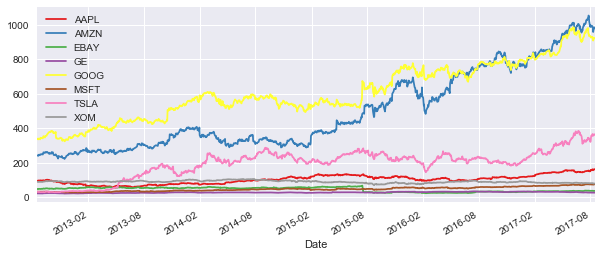 AAPL
AMZN
EBAY
GE
GOOG
MSFT
TSLA
XOM
1000
800
600
400
200
0
2013-02
2013-08
2014-02
2014-08
2015-02
2015-08
2016-02
2016-08
2017-02
2017-08
Date